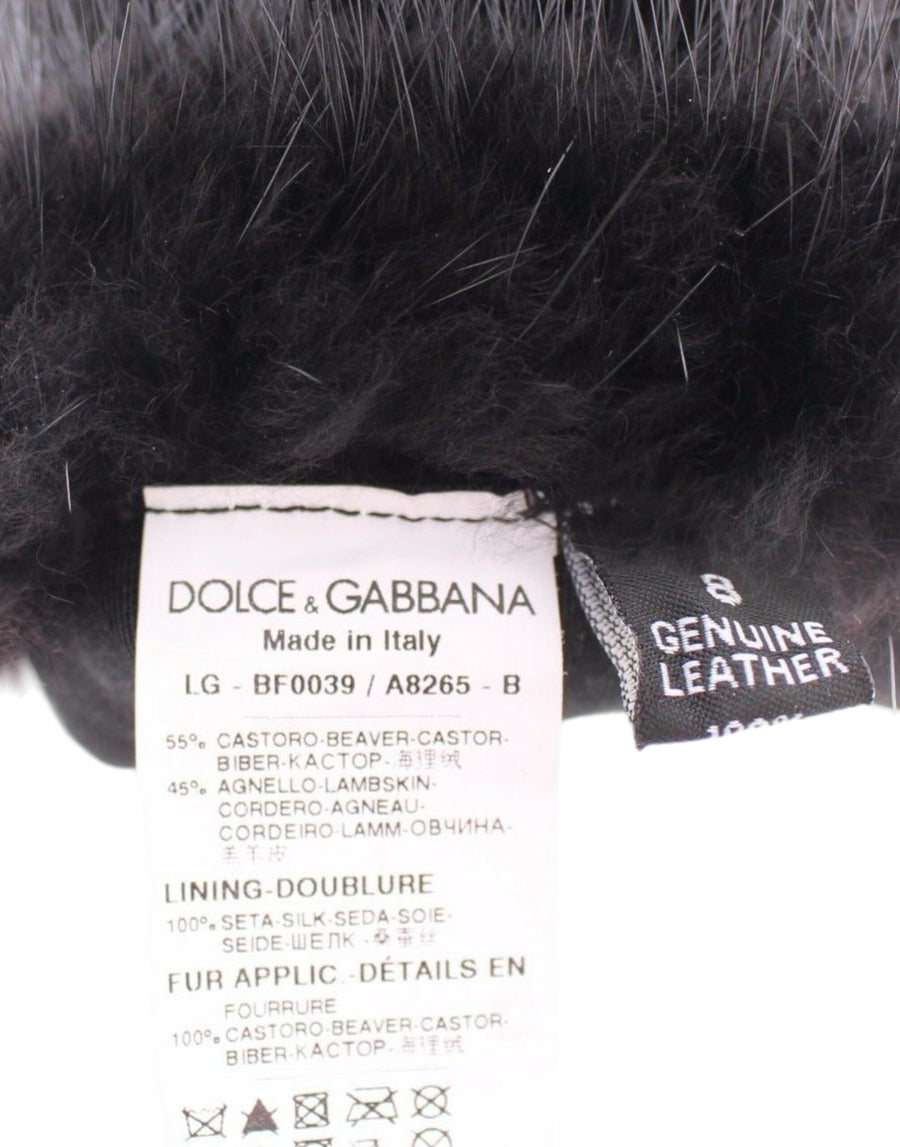 DOLCE & GABBANA
Made in Italy
LG - BF0039 / A8265 - B
55% CASTORO-BEAVER-CASTOR-
BIBER-КАСТОР-海狸绒
45% AGNELLO-LAMBSKIN-
CORDERO-AGNEAU-
CORDEIRO-LAMM-ОВЧИНА-
羊羊皮
LINING-DOUBLURE
100% SETA-SILK-SEDA-SOIE-
SEIDE-ШЕЛК -桑蚕丝
FUR APPLIC.-DÉTAILS EN
FOURRURE
100% CASTORO-BEAVER-CASTOR-
BIBER-КАСТОР-海狸绒
8
GENUINE
LEATHER
100%